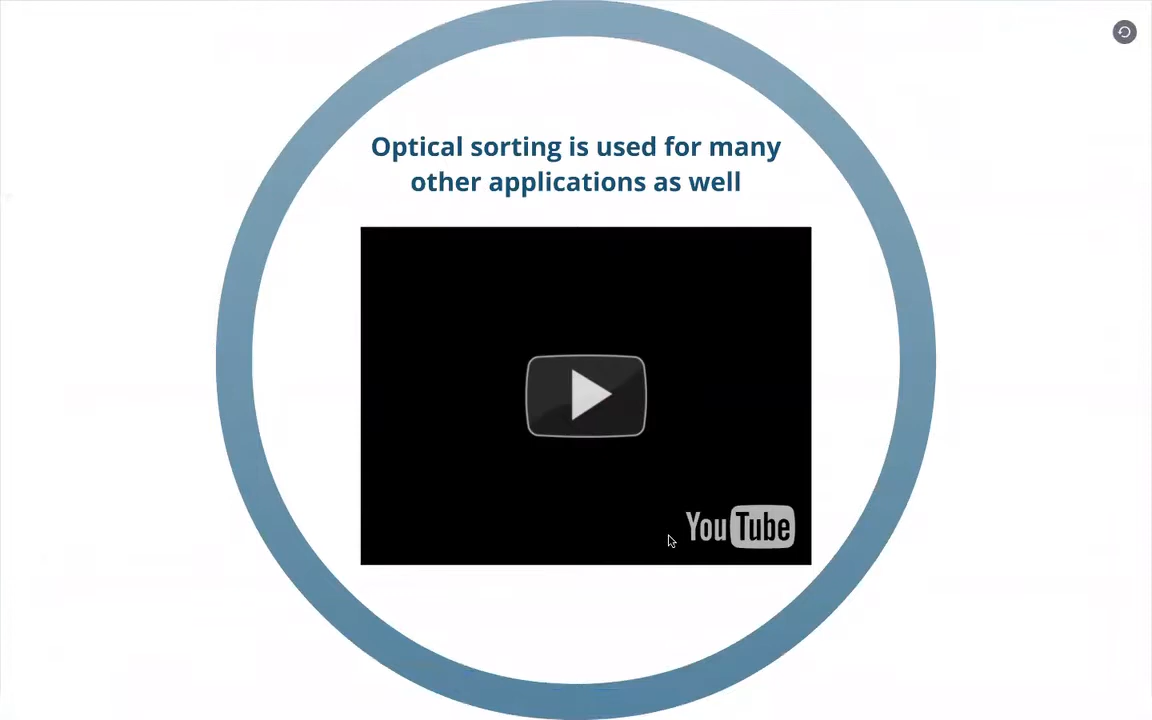 Optical sorting is used for many
other applications as well
YouTube